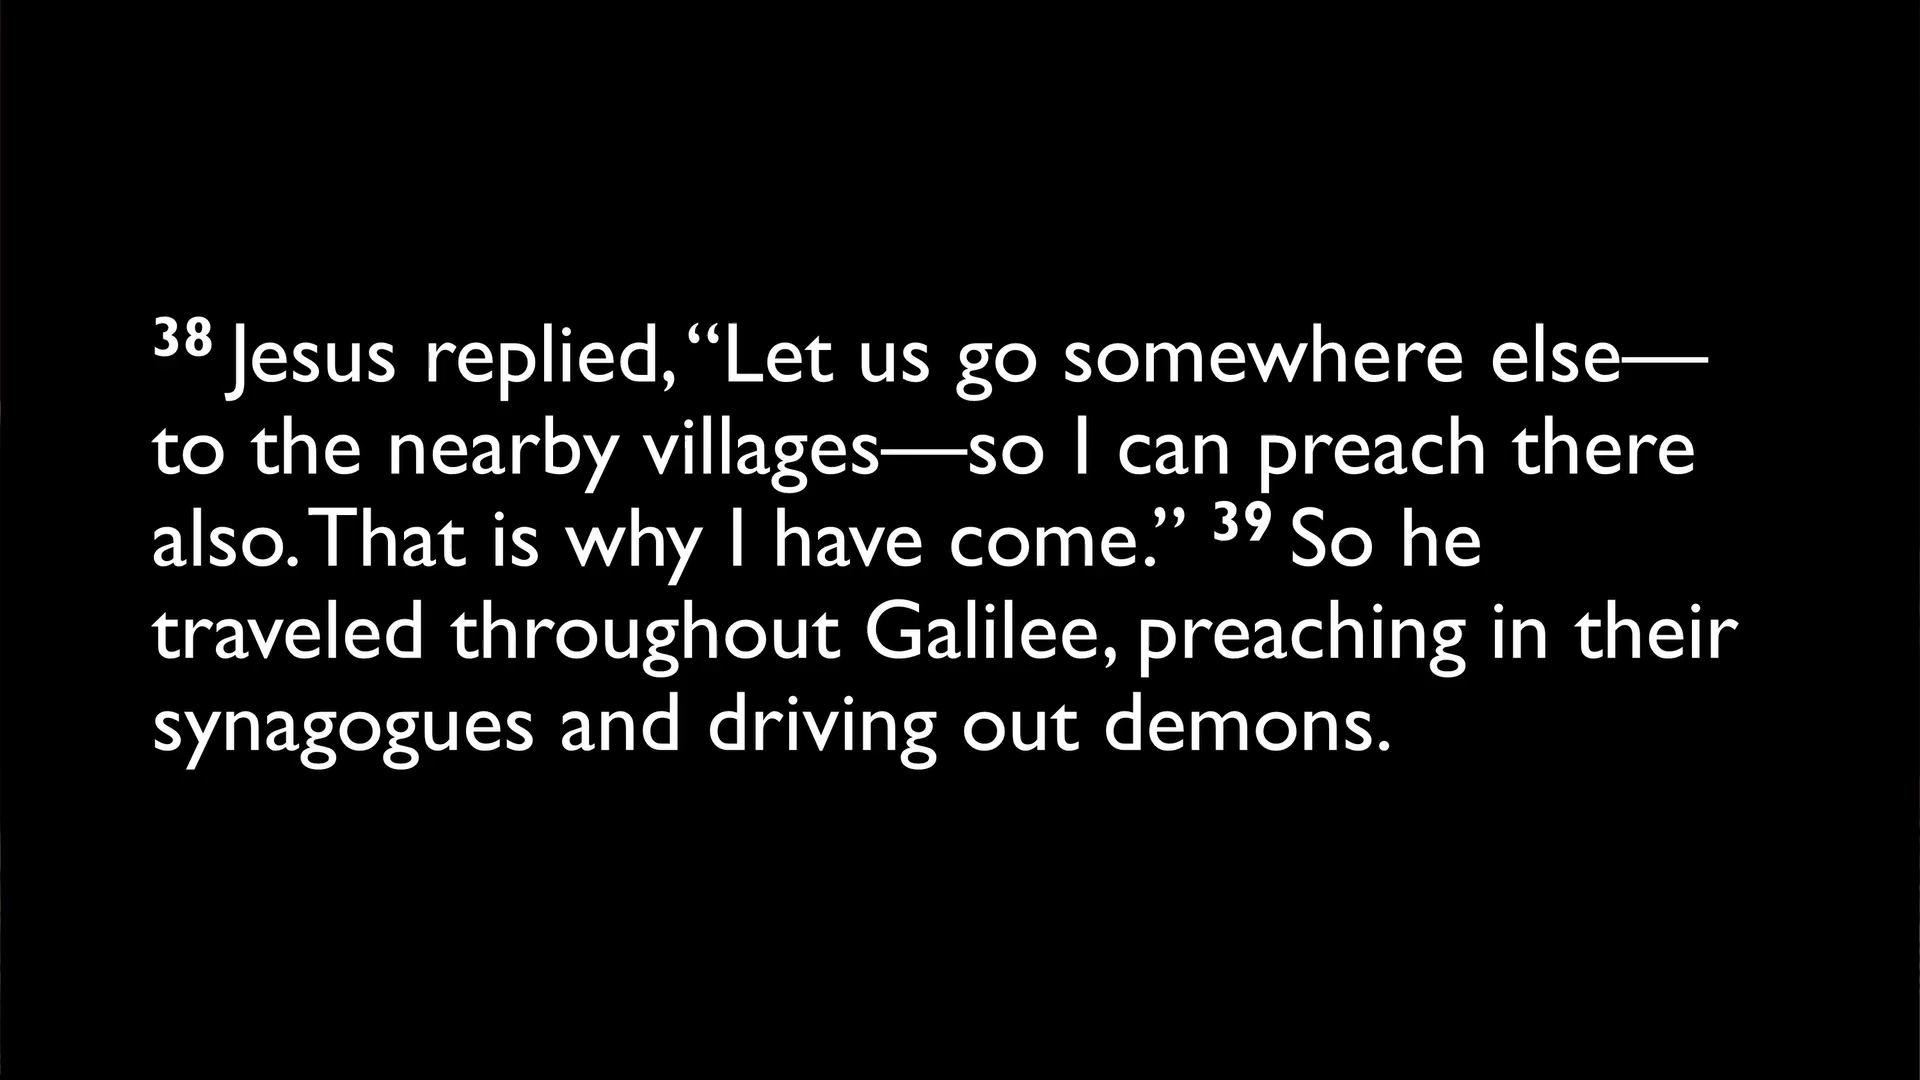 38 Jesus replied, “Let us go somewhere else—
to the nearby villages—so I can preach there
also. That is why I have come.” 39 So he
traveled throughout Galilee, preaching in their
synagogues and driving out demons.